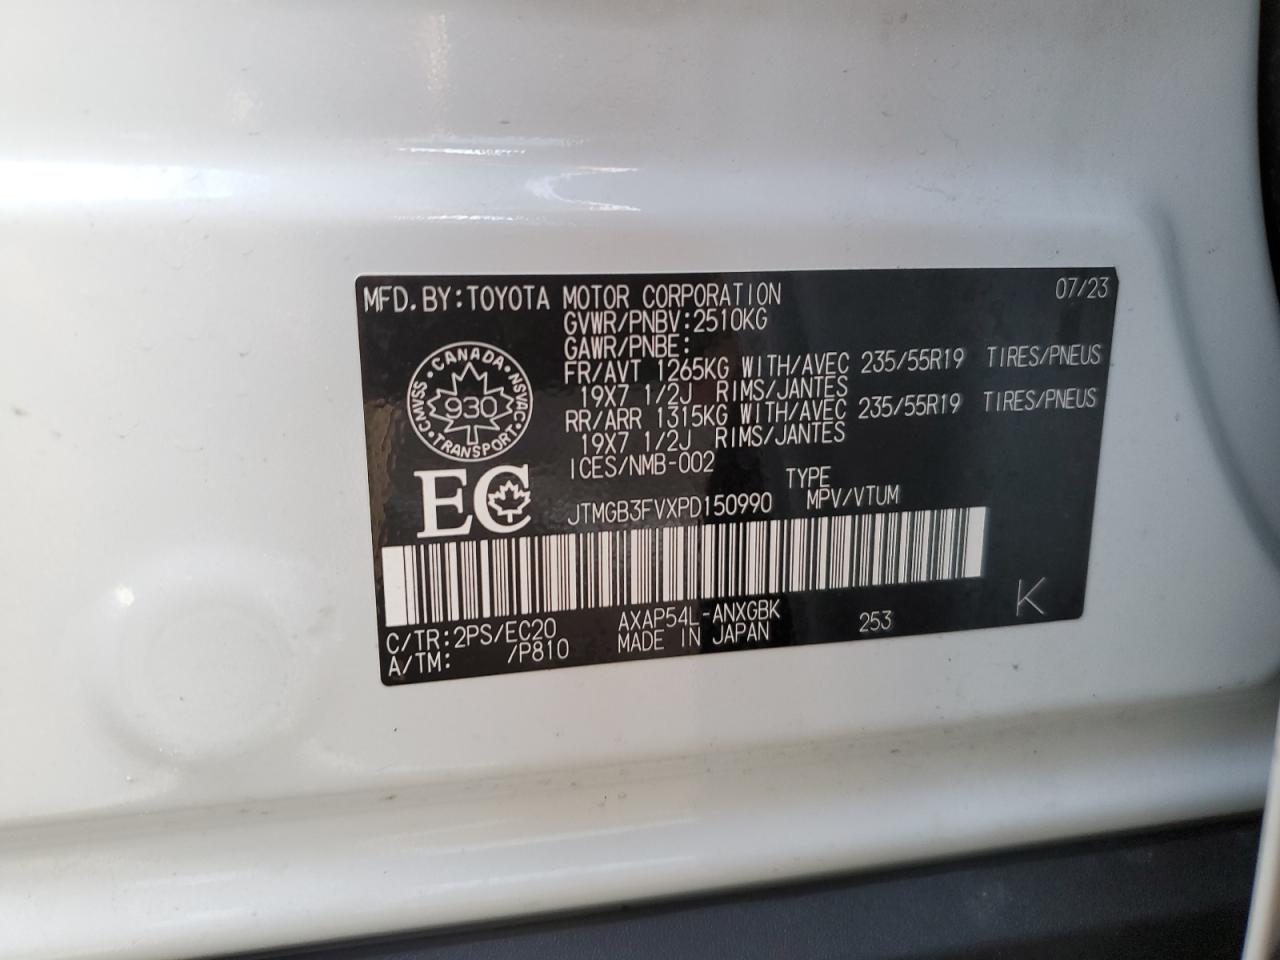 MFD. BY: TOYOTA MOTOR CORPORATION 07/23
GVWR/PNBV: 2510KG
GAWR/PNBE:
FR/AVT 1265KG WITH/AVEC 235/55R19 TIRES/PNEUS
19X7 1/2J RIMS/JANTES
RR/ARR 1315KG WITH/AVEC 235/55R19 TIRES/PNEUS
19X7 1/2J RIMS/JANTES
ICES/NMB-002
CANADA
CMVSS · NSVAC
930
TRANSPORT
EC
TYPE
JTMGB3FVXPD150990 MPV/VTUM
C/TR: 2PS/EC20 AXAP54L-ANXGBK 253 K
A/TM: /P810 MADE IN JAPAN